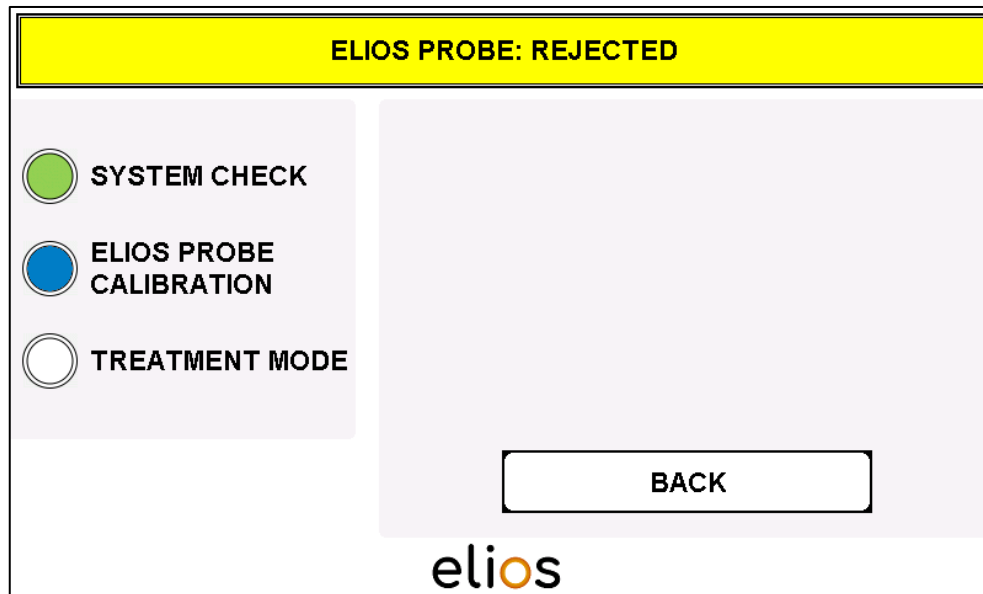 ELIOS PROBE: REJECTED
SYSTEM CHECK
ELIOS PROBE
CALIBRATION
TREATMENT MODE
BACK
elios